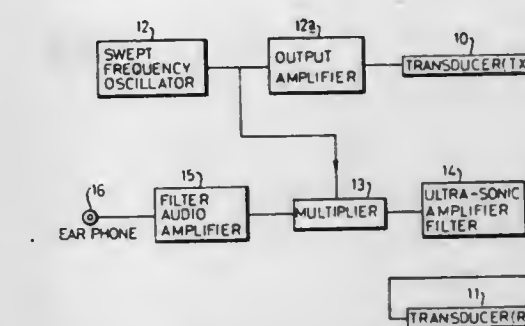 12
12a
10
SWEPT
FREQUENCY
OSCILLATOR
OUTPUT
AMPLIFIER
TRANSDUCER(TX
16
15
13
14
FILTER
AUDIO
AMPLIFIER
MULTIPLIER
ULTRA-SONIC
AMPLIFIER
FILTER
EAR PHONE
11
TRANSDUCER(R